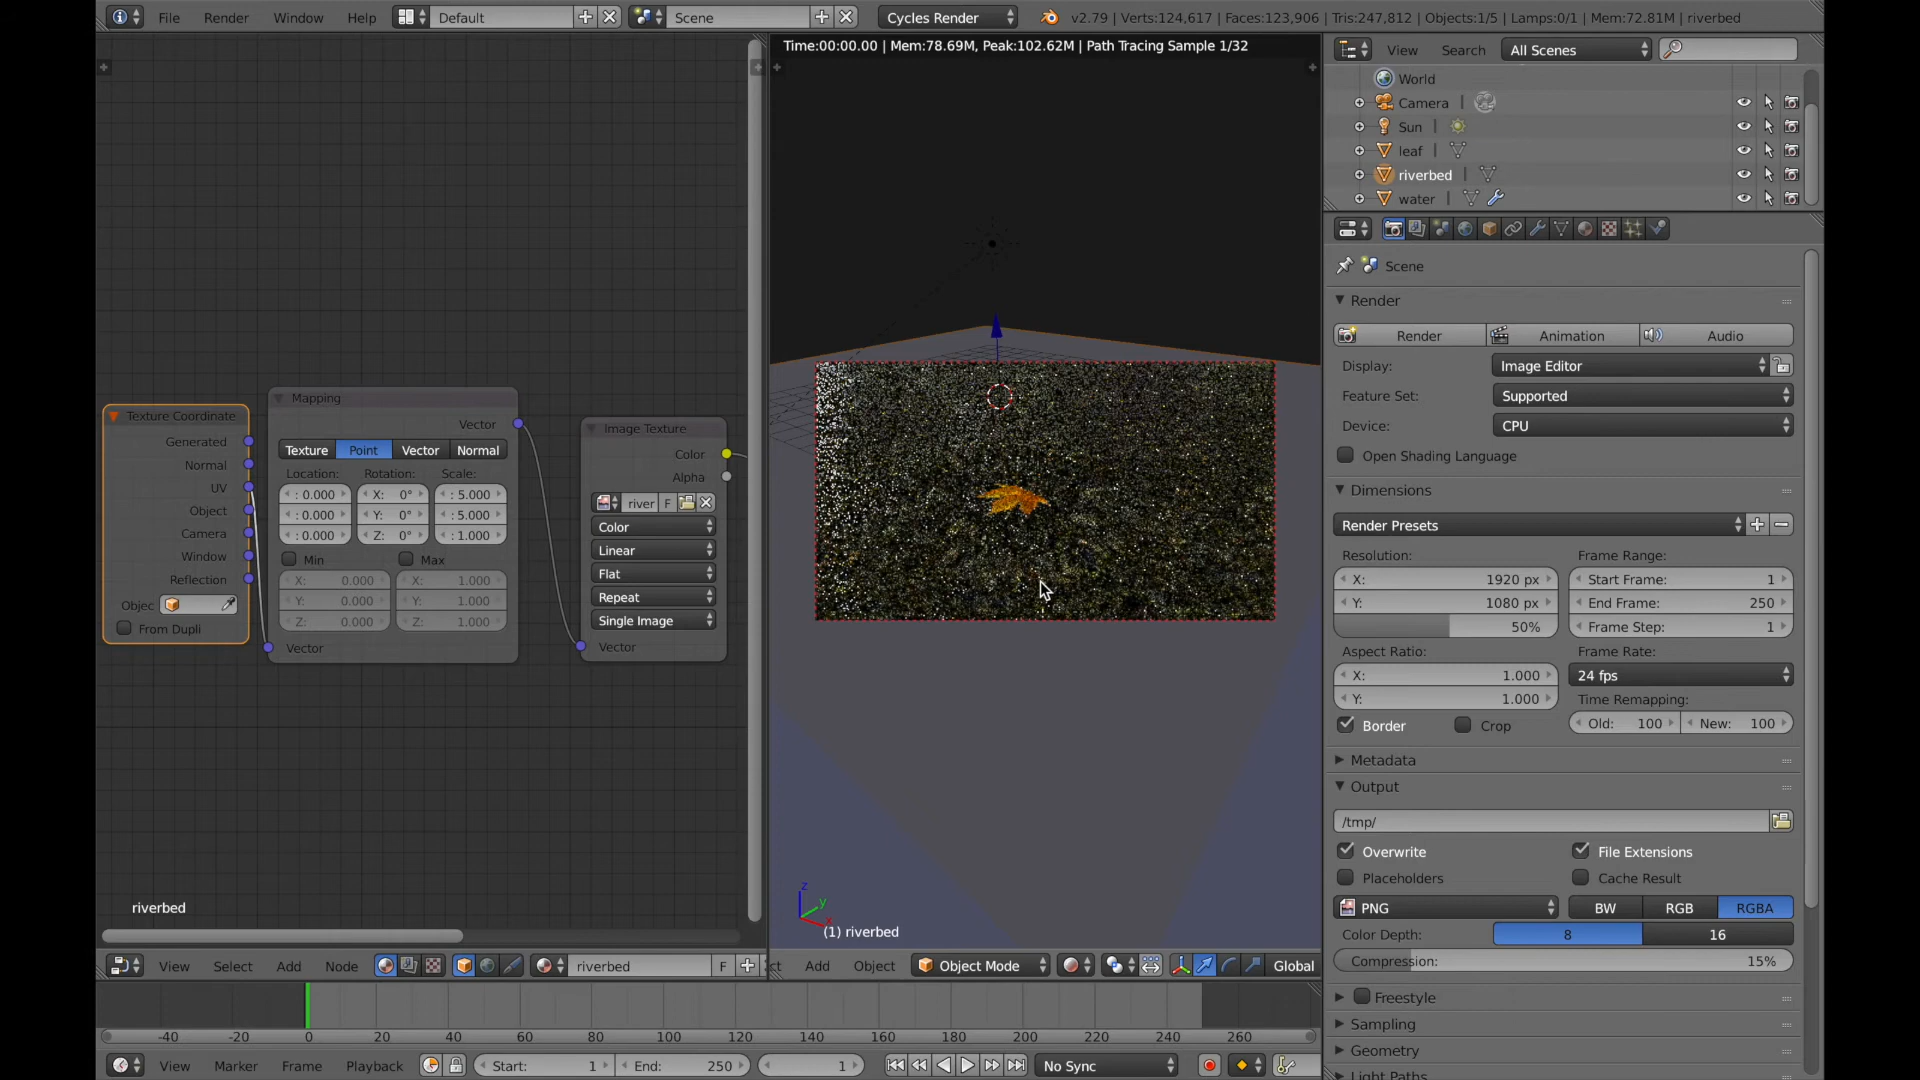 File Render Window Help Default Scene Cycles Render v2.79 | Verts:124,617 | Faces:123,906 | Tris:247,812 | Objects:1/5 | Lamps:0/1 | Mem:72.81M | riverbed
Time:00:00.00 | Mem:78.69M, Peak:102.62M | Path Tracing Sample 1/32
View Search All Scenes
World
Camera
Sun
leaf
riverbed
water
Scene
Render
Render Animation Audio
Display: Image Editor
Feature Set: Supported
Device: CPU
Open Shading Language
Dimensions
Render Presets
Resolution: Frame Range:
X: 1920 px Start Frame: 1
Y: 1080 px End Frame: 250
50% Frame Step: 1
Aspect Ratio: Frame Rate:
X: 1.000 24 fps
Y: 1.000 Time Remapping:
Border Crop Old: 100 New: 100
Metadata
Output
/tmp/
Overwrite File Extensions
Placeholders Cache Result
PNG BW RGB RGBA
Color Depth: 8 16
Compression: 15%
Freestyle
Sampling
Geometry
Light Paths
Texture Coordinate
Generated
Normal
UV
Object
Camera
Window
Reflection
Objec
From Dupli
Mapping
Vector
Texture Point Vector Normal
Location: Rotation: Scale:
: 0.000 X: 0° : 5.000
: 0.000 Y: 0° : 5.000
: 0.000 Z: 0° : 1.000
Min Max
X: 0.000 X: 1.000
Y: 0.000 Y: 1.000
Z: 0.000 Z: 1.000
Vector
Image Texture
Color
Alpha
river F
Color
Linear
Flat
Repeat
Single Image
Vector
riverbed
z
y
x
(1) riverbed
View Select Add Node riverbed F
ct Add Object Object Mode Global
-40 -20 0 20 40 60 80 100 120 140 160 180 200 220 240 260
View Marker Frame Playback Start: 1 End: 250 1 No Sync